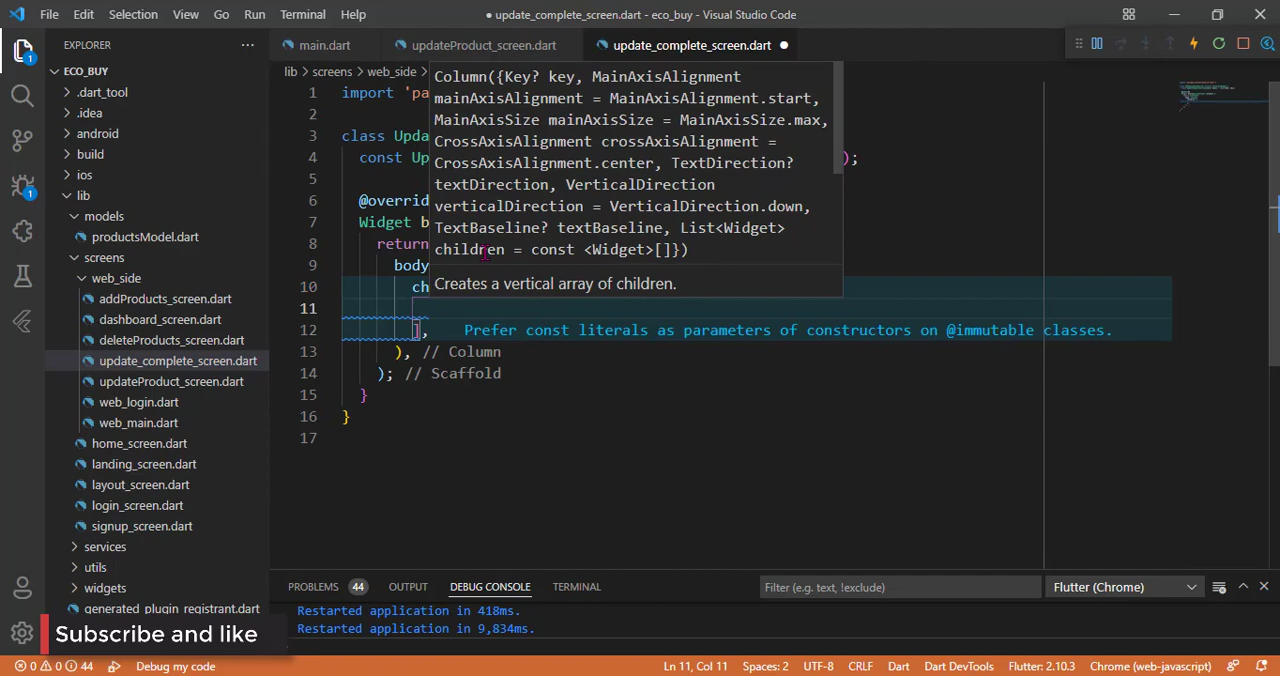 File Edit Selection View Go Run Terminal Help
● update_complete_screen.dart - eco_buy - Visual Studio Code
EXPLORER
main.dart
updateProduct_screen.dart
update_complete_screen.dart
ECO_BUY
.dart_tool
.idea
android
build
ios
lib
models
productsModel.dart
screens
web_side
addProducts_screen.dart
dashboard_screen.dart
deleteProducts_screen.dart
update_complete_screen.dart
updateProduct_screen.dart
web_login.dart
web_main.dart
home_screen.dart
landing_screen.dart
layout_screen.dart
login_screen.dart
signup_screen.dart
services
utils
widgets
generated_plugin_registrant.dart
lib > screens > web_side >
1 import 'pa
2
3 class Upda
4 const Up );
5
6 @overrid
7 Widget b
8 return
9 body
10 ch
11
12 ], Prefer const literals as parameters of constructors on @immutable classes.
13 ), // Column
14 ); // Scaffold
15 }
16 }
17
Column({Key? key, MainAxisAlignment
mainAxisAlignment = MainAxisAlignment.start,
MainAxisSize mainAxisSize = MainAxisSize.max,
CrossAxisAlignment crossAxisAlignment =
CrossAxisAlignment.center, TextDirection?
textDirection, VerticalDirection
verticalDirection = VerticalDirection.down,
TextBaseline? textBaseline, List<Widget>
children = const <Widget>[]})
Creates a vertical array of children.
PROBLEMS 44 OUTPUT DEBUG CONSOLE TERMINAL
Filter (e.g. text, !exclude)
Flutter (Chrome)
Restarted application in 418ms.
Restarted application in 9,834ms.
1
1
Subscribe and like
0 0 44 Debug my code
Ln 11, Col 11 Spaces: 2 UTF-8 CRLF Dart Dart DevTools Flutter: 2.10.3 Chrome (web-javascript)